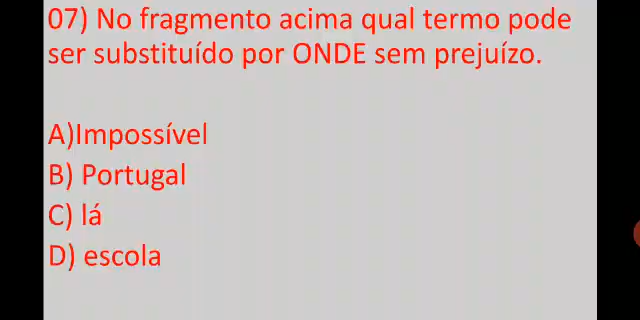 07) No fragmento acima qual termo pode
ser substituído por ONDE sem prejuízo.
A)Impossível
B) Portugal
C) lá
D) escola